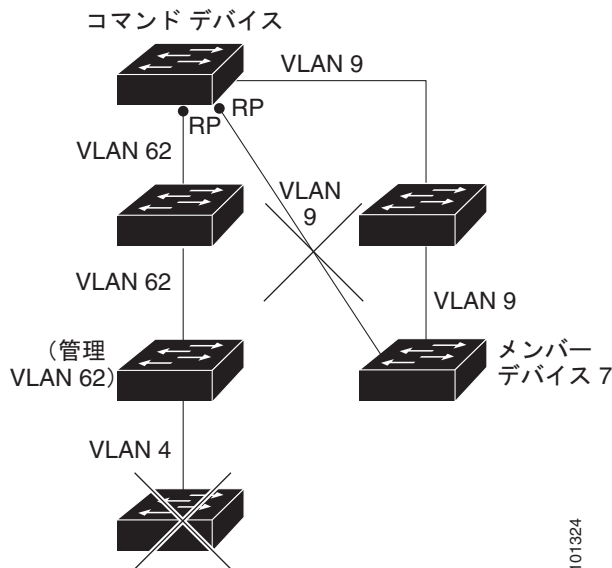 コマンド デバイス
VLAN 9
RP
RP
VLAN 62
VLAN
9
VLAN 62
VLAN 9
（管理
VLAN 62）
メンバー
デバイス 7
VLAN 4
101324